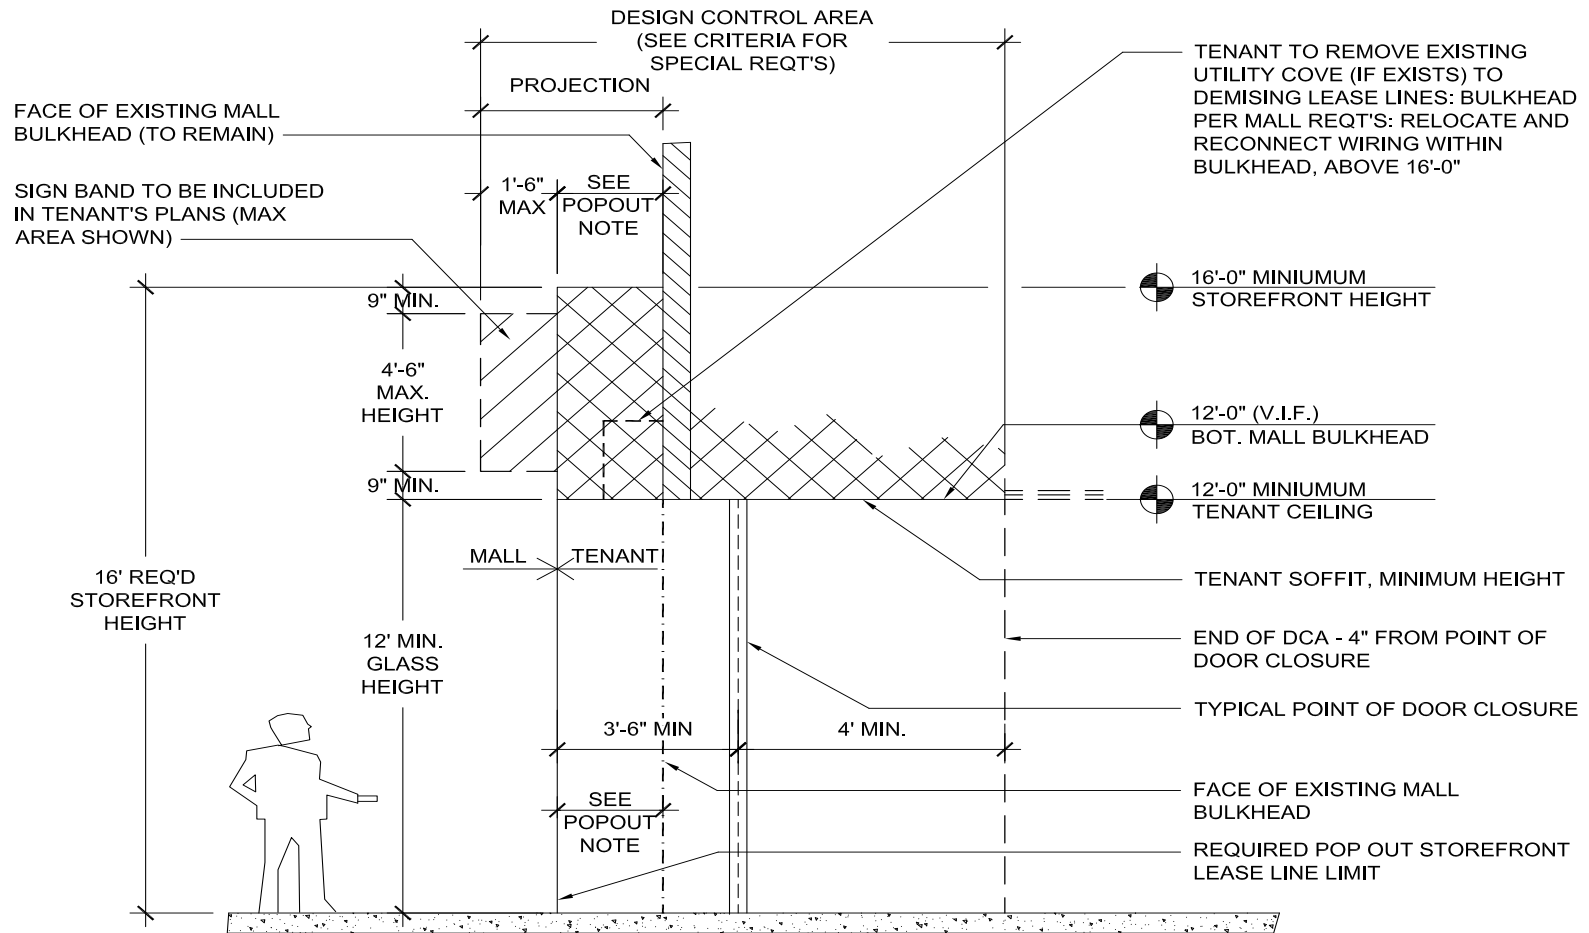 DESIGN CONTROL AREA
(SEE CRITERIA FOR
SPECIAL REQT'S)
PROJECTION
FACE OF EXISTING MALL
BULKHEAD (TO REMAIN)
TENANT TO REMOVE EXISTING
UTILITY COVE (IF EXISTS) TO
DEMISING LEASE LINES: BULKHEAD
PER MALL REQT'S: RELOCATE AND
RECONNECT WIRING WITHIN
BULKHEAD, ABOVE 16'-0"
SIGN BAND TO BE INCLUDED
IN TENANT'S PLANS (MAX
AREA SHOWN)
1'-6"
MAX
SEE
POPOUT
NOTE
16'-0" MINIUMUM
STOREFRONT HEIGHT
9" MIN.
4'-6"
MAX.
HEIGHT
12'-0" (V.I.F.)
BOT. MALL BULKHEAD
9" MIN.
12'-0" MINIUMUM
TENANT CEILING
MALL
TENANT
16' REQ'D
STOREFRONT
HEIGHT
TENANT SOFFIT, MINIMUM HEIGHT
12' MIN.
GLASS
HEIGHT
END OF DCA - 4" FROM POINT OF
DOOR CLOSURE
TYPICAL POINT OF DOOR CLOSURE
3'-6" MIN
4' MIN.
FACE OF EXISTING MALL
BULKHEAD
SEE
POPOUT
NOTE
REQUIRED POP OUT STOREFRONT
LEASE LINE LIMIT